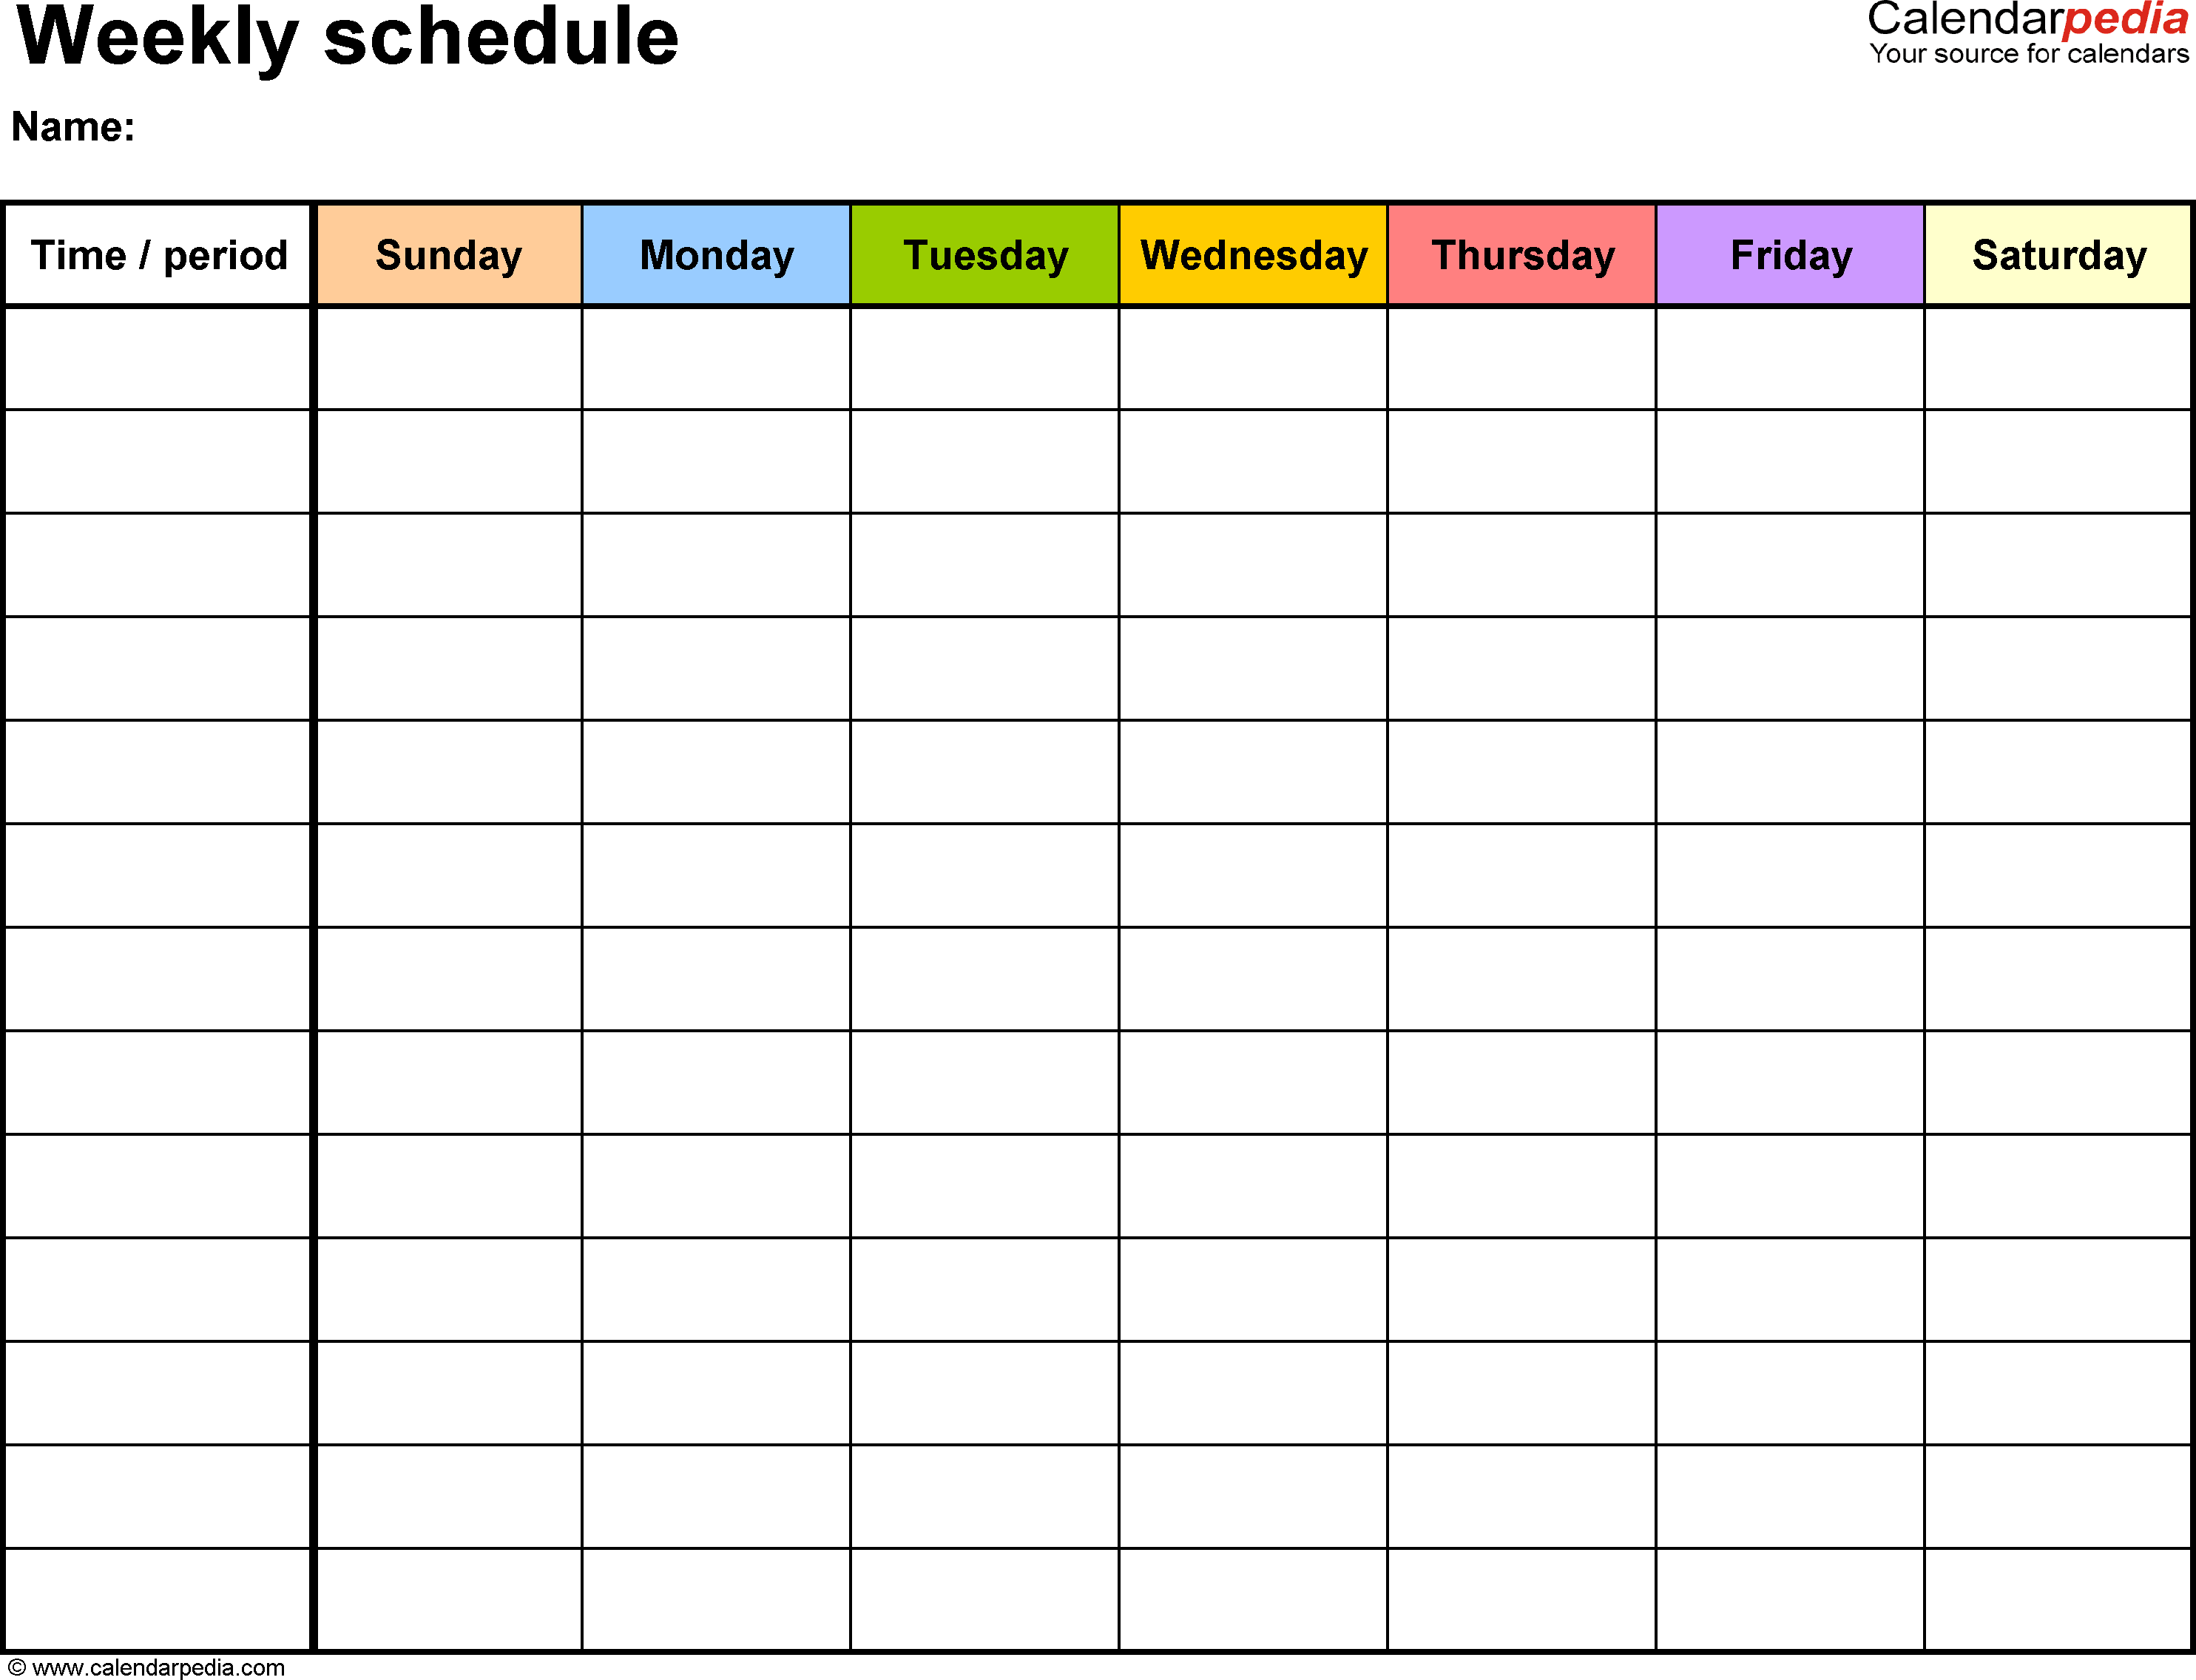 Weekly schedule
Calendarpedia
Your source for calendars
Name:
Time / period Sunday Monday Tuesday Wednesday Thursday Friday Saturday
© www.calendarpedia.com